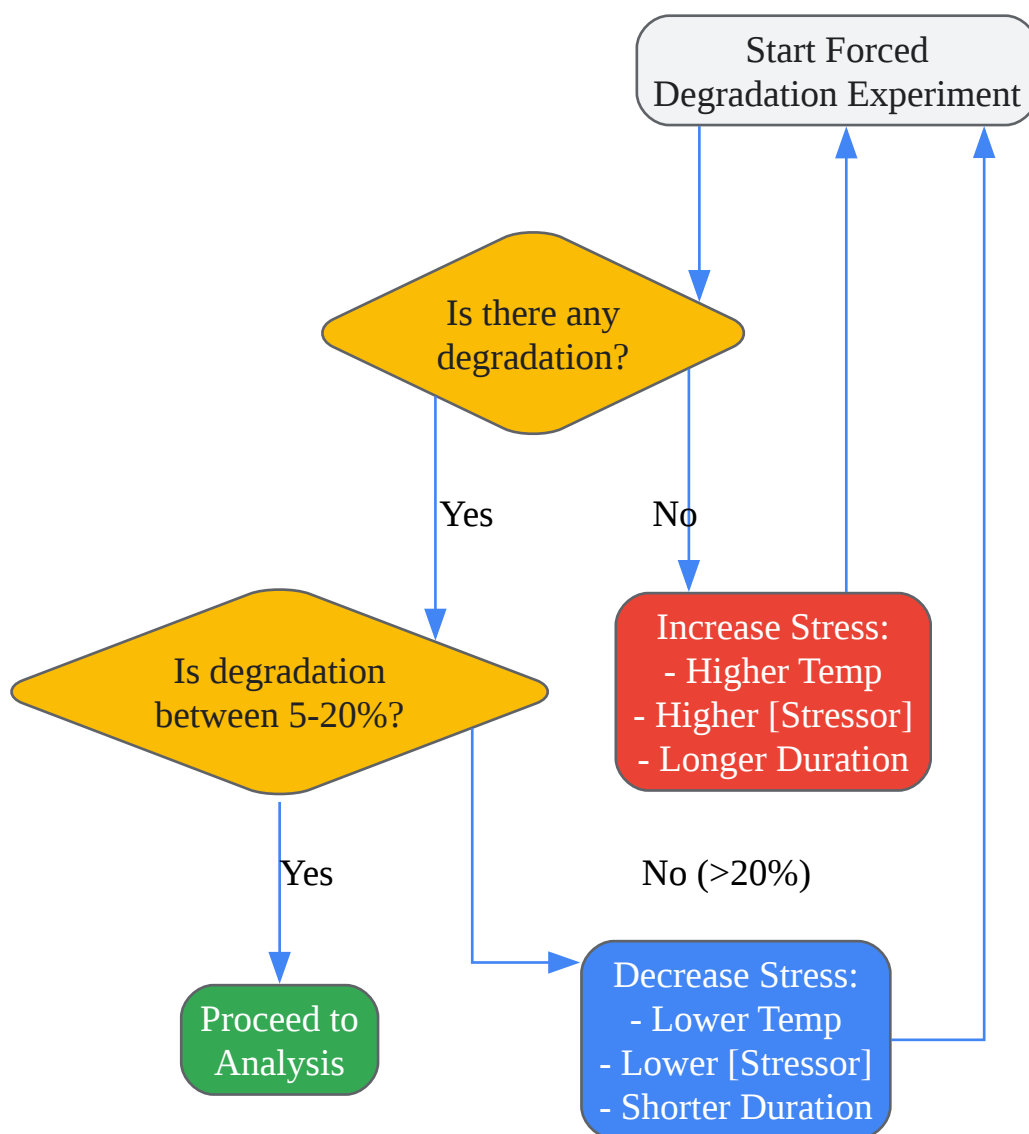 Start Forced
Degradation Experiment
Is there any
degradation?
Yes
No
Increase Stress:
- Higher Temp
- Higher [Stressor]
- Longer Duration
Is degradation
between 5-20%?
Yes
No (>20%)
Decrease Stress:
- Lower Temp
- Lower [Stressor]
- Shorter Duration
Proceed to
Analysis